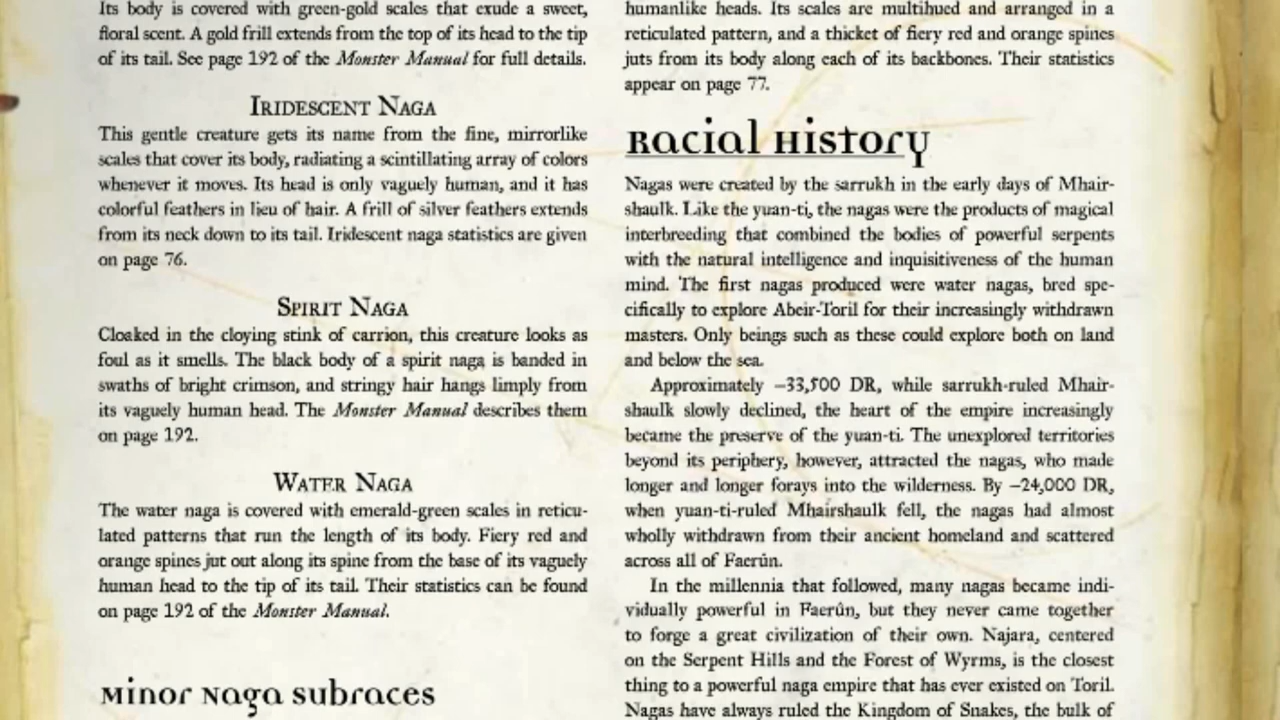 Its body is covered with green-gold scales that exude a sweet,
floral scent. A gold frill extends from the top of its head to the tip
of its tail. See page 192 of the Monster Manual for full details.
Iridescent Naga
This gentle creature gets its name from the fine, mirrorlike
scales that cover its body, radiating a scintillating array of colors
whenever it moves. Its head is only vaguely human, and it has
colorful feathers in lieu of hair. A frill of silver feathers extends
from its neck down to its tail. Iridescent naga statistics are given
on page 76.
Spirit Naga
Cloaked in the cloying stink of carrion, this creature looks as
foul as it smells. The black body of a spirit naga is banded in
swaths of bright crimson, and stringy hair hangs limply from
its vaguely human head. The Monster Manual describes them
on page 192.
Water Naga
The water naga is covered with emerald-green scales in reticu-
lated patterns that run the length of its body. Fiery red and
orange spines jut out along its spine from the base of its vaguely
human head to the tip of its tail. Their statistics can be found
on page 192 of the Monster Manual.
Minor Naga subraces
humanlike heads. Its scales are multihued and arranged in a
reticulated pattern, and a thicket of fiery red and orange spines
juts from its body along each of its backbones. Their statistics
appear on page 77.
Racial History
Nagas were created by the sarrukh in the early days of Mhair-
shaulk. Like the yuan-ti, the nagas were the products of magical
interbreeding that combined the bodies of powerful serpents
with the natural intelligence and inquisitiveness of the human
mind. The first nagas produced were water nagas, bred spe-
cifically to explore Abeir-Toril for their increasingly withdrawn
masters. Only beings such as these could explore both on land
and below the sea.
Approximately –33,500 DR, while sarrukh-ruled Mhair-
shaulk slowly declined, the heart of the empire increasingly
became the preserve of the yuan-ti. The unexplored territories
beyond its periphery, however, attracted the nagas, who made
longer and longer forays into the wilderness. By –24,000 DR,
when yuan-ti-ruled Mhairshaulk fell, the nagas had almost
wholly withdrawn from their ancient homeland and scattered
across all of Faerûn.
In the millennia that followed, many nagas became indi-
vidually powerful in Faerûn, but they never came together
to forge a great civilization of their own. Najara, centered
on the Serpent Hills and the Forest of Wyrms, is the closest
thing to a powerful naga empire that has ever existed on Toril.
Nagas have always ruled the Kingdom of Snakes, the bulk of